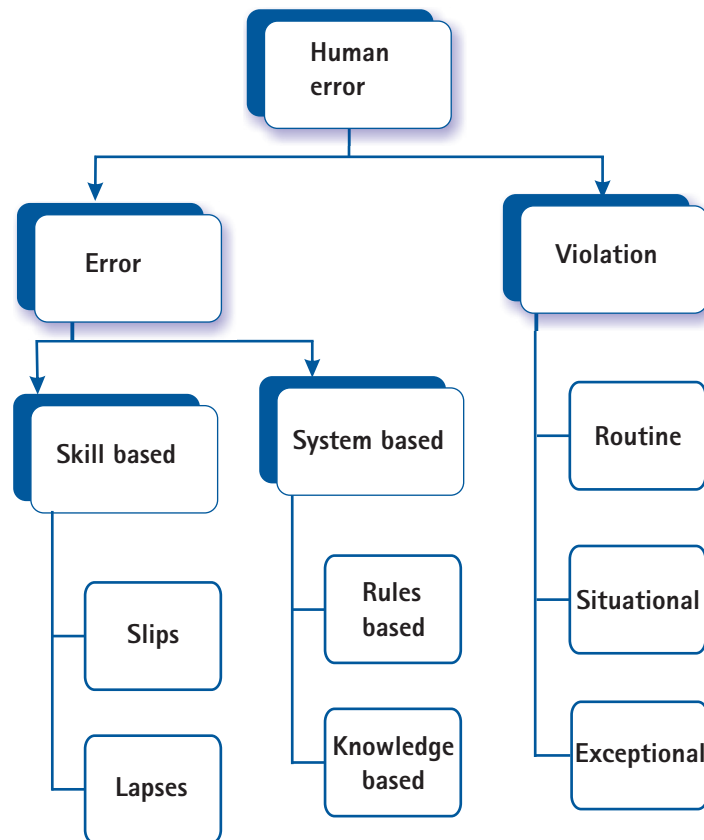 Human
error
Error
Violation
Skill based
System based
Routine
Slips
Rules
based
Situational
Lapses
Knowledge
based
Exceptional